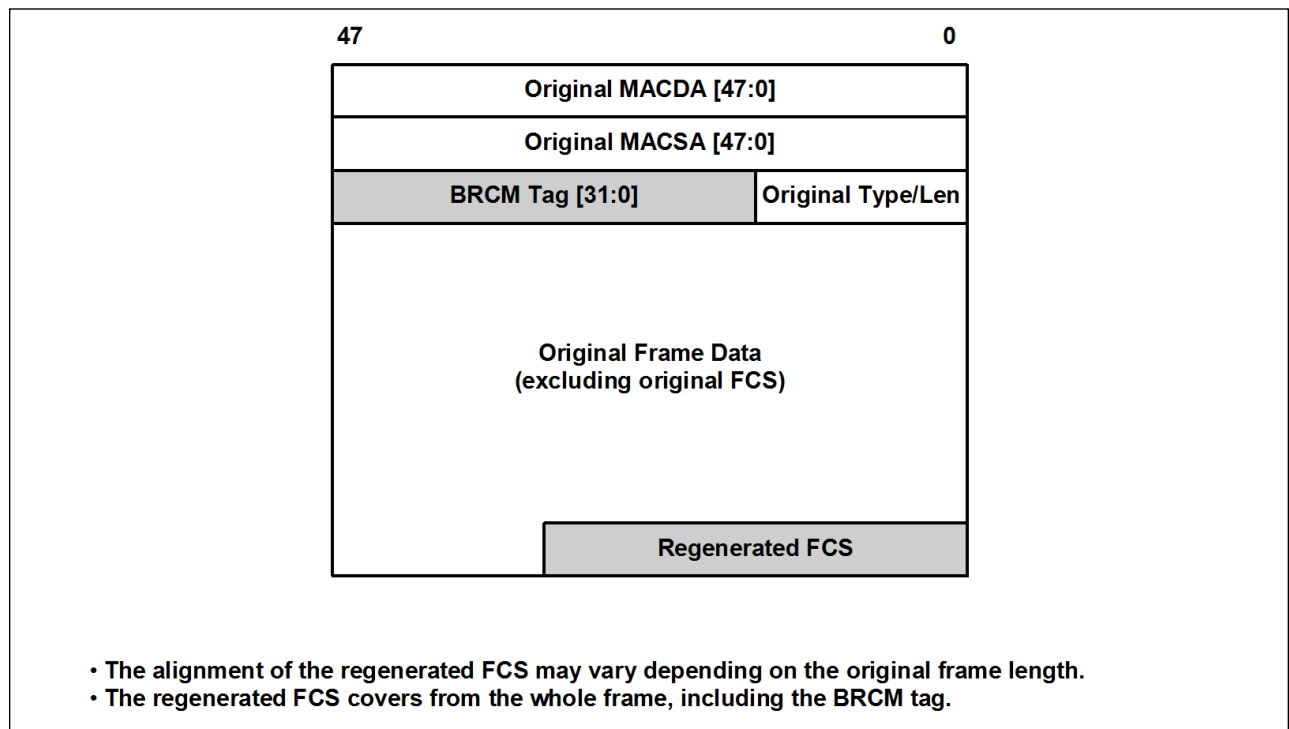 47 0
Original MACDA [47:0]
Original MACSA [47:0]
BRCM Tag [31:0] Original Type/Len
Original Frame Data
(excluding original FCS)
Regenerated FCS
• The alignment of the regenerated FCS may vary depending on the original frame length.
• The regenerated FCS covers from the whole frame, including the BRCM tag.